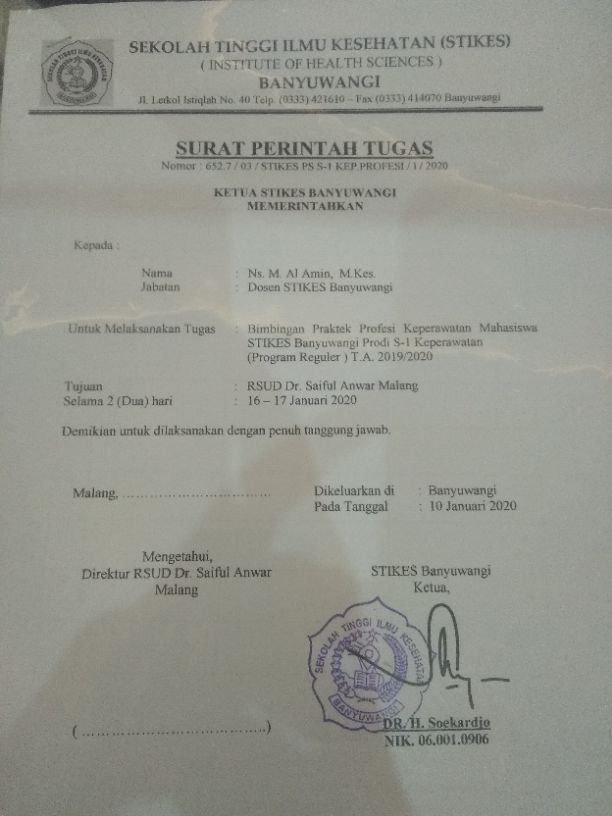 SEKOLAH TINGGI ILMU KESEHATAN (STIKES)
( INSTITUTE OF HEALTH SCIENCES )
BANYUWANGI
Jl. Letkol Istiqlah No. 40 Telp. (0333) 421610 – Fax (0333) 414070 Banyuwangi
SURAT PERINTAH TUGAS
Nomor : 652.7 / 03 / STIKES PS S-1 KEP.PROFESI / 1 / 2020
KETUA STIKES BANYUWANGI
MEMERINTAHKAN
Kepada :
Nama : Ns. M. Al Amin, M.Kes.
Jabatan : Dosen STIKES Banyuwangi
Untuk Melaksanakan Tugas : Bimbingan Praktek Profesi Keperawatan Mahasiswa
STIKES Banyuwangi Prodi S-1 Keperawatan
(Program Reguler ) T.A. 2019/2020
Tujuan : RSUD Dr. Saiful Anwar Malang
Selama 2 (Dua) hari : 16 – 17 Januari 2020
Demikian untuk dilaksanakan dengan penuh tanggung jawab.
Malang, ……………………………
Dikeluarkan di : Banyuwangi
Pada Tanggal : 10 Januari 2020
Mengetahui,
Direktur RSUD Dr. Saiful Anwar
Malang
( ………………………………..)
STIKES Banyuwangi
Ketua,
SEKOLAH TINGGI ILMU KESEHATAN
BANYUWANGI
DR. H. Soekardjo
NIK. 06.001.0906